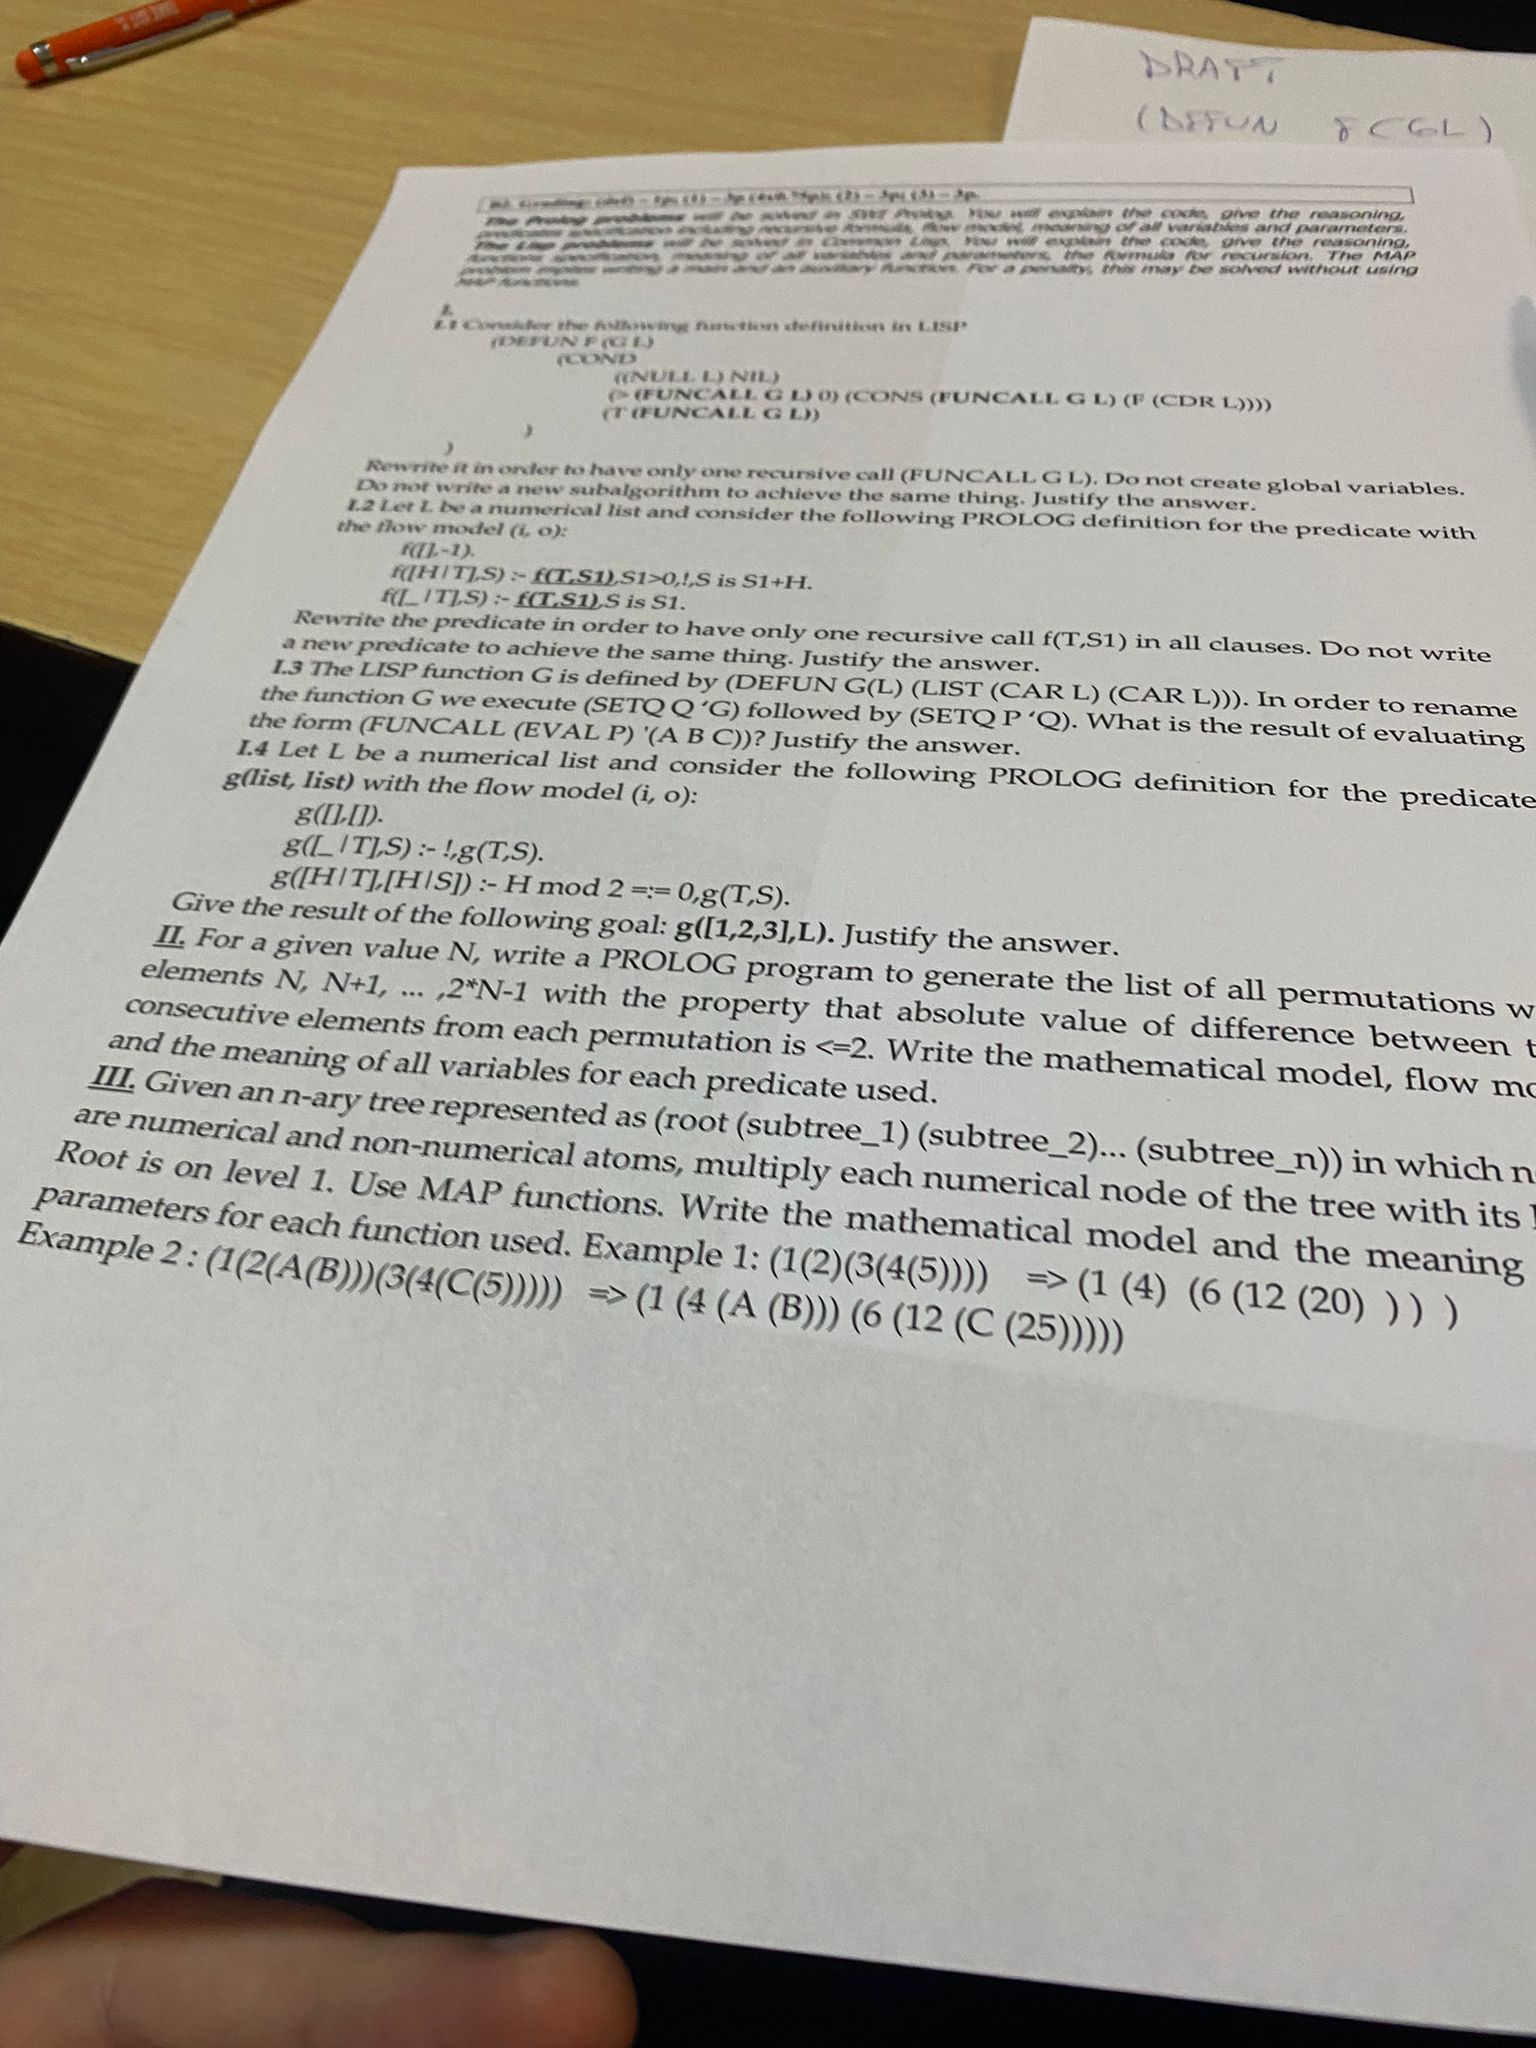 DRAFT
(DEFUN F (GL)
B2. Grading: (def) – 1p; (1) – 3p (4x0.75p); (2) – 3p; (3) – 3p.
The Prolog problems will be solved in SWI Prolog. You will explain the code, give the reasoning,
predicates specification including recursive formula, flow model, meaning of all variables and parameters.
The Lisp problems will be solved in Common Lisp. You will explain the code, give the reasoning,
functions specification, meaning of all variables and parameters, the formula for recursion. The MAP
problem implies writing a main and an auxiliary function. For a penalty, this may be solved without using
MAP functions.
I.
I.1 Consider the following function definition in LISP
(DEFUN F (G L)
(COND
((NULL L) NIL)
(> (FUNCALL G L) 0) (CONS (FUNCALL G L) (F (CDR L))))
(T (FUNCALL G L))
)
)
Rewrite it in order to have only one recursive call (FUNCALL G L). Do not create global variables.
Do not write a new subalgorithm to achieve the same thing. Justify the answer.
I.2 Let L be a numerical list and consider the following PROLOG definition for the predicate with
the flow model (i, o):
f([],-1).
f([H|T],S) :- f(T,S1),S1>0,!,S is S1+H.
f([_|T],S) :- f(T,S1),S is S1.
Rewrite the predicate in order to have only one recursive call f(T,S1) in all clauses. Do not write
a new predicate to achieve the same thing. Justify the answer.
I.3 The LISP function G is defined by (DEFUN G(L) (LIST (CAR L) (CAR L))). In order to rename
the function G we execute (SETQ Q 'G) followed by (SETQ P 'Q). What is the result of evaluating
the form (FUNCALL (EVAL P) '(A B C))? Justify the answer.
I.4 Let L be a numerical list and consider the following PROLOG definition for the predicate
g(list, list) with the flow model (i, o):
g([],[]).
g([_|T],S) :- !,g(T,S).
g([H|T],[H|S]) :- H mod 2 =:= 0,g(T,S).
Give the result of the following goal: g([1,2,3],L). Justify the answer.
II. For a given value N, write a PROLOG program to generate the list of all permutations w
elements N, N+1, ... ,2*N-1 with the property that absolute value of difference between t
consecutive elements from each permutation is <=2. Write the mathematical model, flow mo
and the meaning of all variables for each predicate used.
III. Given an n-ary tree represented as (root (subtree_1) (subtree_2)... (subtree_n)) in which n
are numerical and non-numerical atoms, multiply each numerical node of the tree with its l
Root is on level 1. Use MAP functions. Write the mathematical model and the meaning
parameters for each function used. Example 1: (1(2)(3(4(5)))) => (1 (4) (6 (12 (20) ) ) )
Example 2 : (1(2(A(B)))(3(4(C(5))))) => (1 (4 (A (B))) (6 (12 (C (25)))))